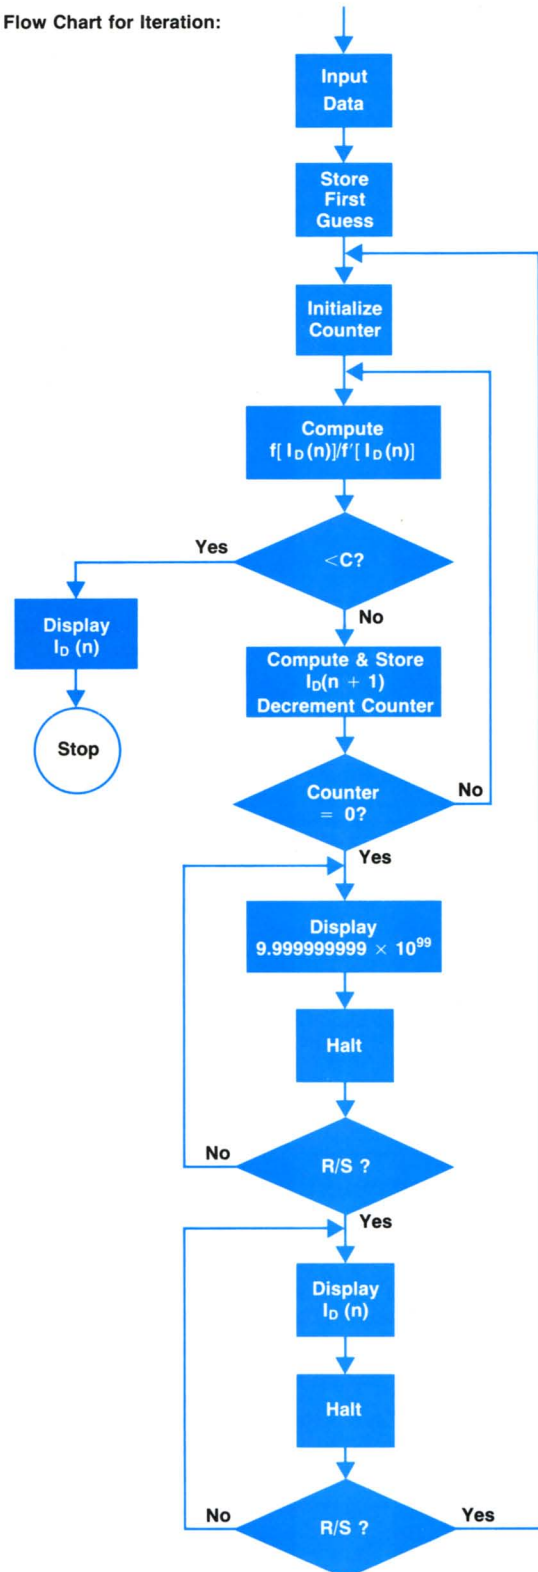 Flow Chart for Iteration:
Input
Data
Store
First
Guess
Initialize
Counter
Compute
f[ I_D(n)]/f′[ I_D(n)]
Yes
<C?
No
Display
I_D (n)
Stop
Compute & Store
I_D(n + 1)
Decrement Counter
Counter
= 0?
No
Yes
Display
9.999999999 × 10⁹⁹
Halt
No
R/S ?
Yes
Display
I_D (n)
Halt
No
R/S ?
Yes